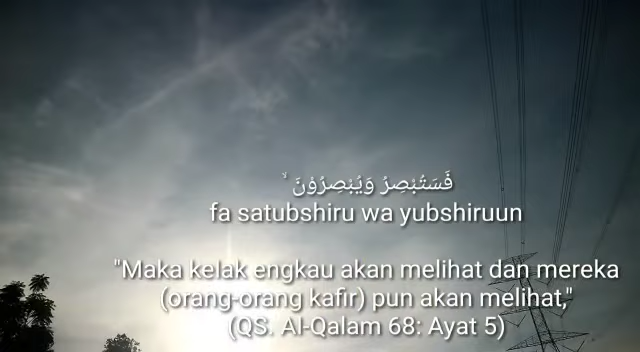 فَسَتُبْصِرُ وَيُبْصِرُوْنَ ۙ
fa satubshiru wa yubshiruun
"Maka kelak engkau akan melihat dan mereka
(orang-orang kafir) pun akan melihat,"
(QS. Al-Qalam 68: Ayat 5)